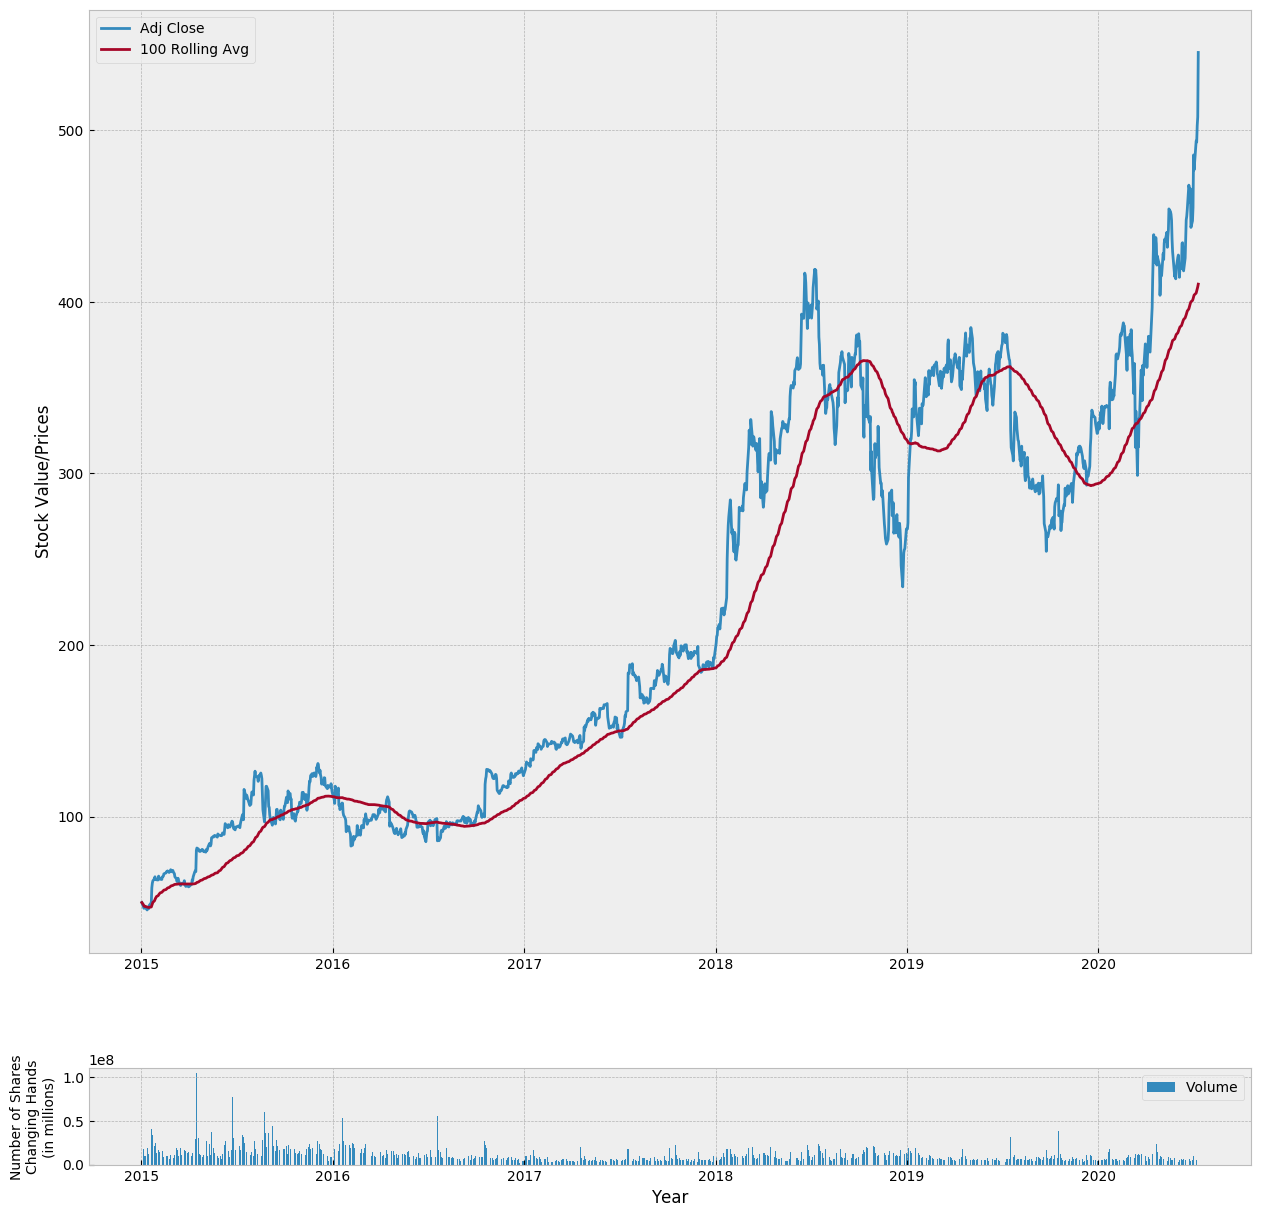 Adj Close
100 Rolling Avg
Stock Value/Prices
500
400
300
200
100
2015
2016
2017
2018
2019
2020
1e8
Number of Shares
Changing Hands
(in millions)
1.0
0.5
0.0
Volume
2015
2016
2017
2018
2019
2020
Year